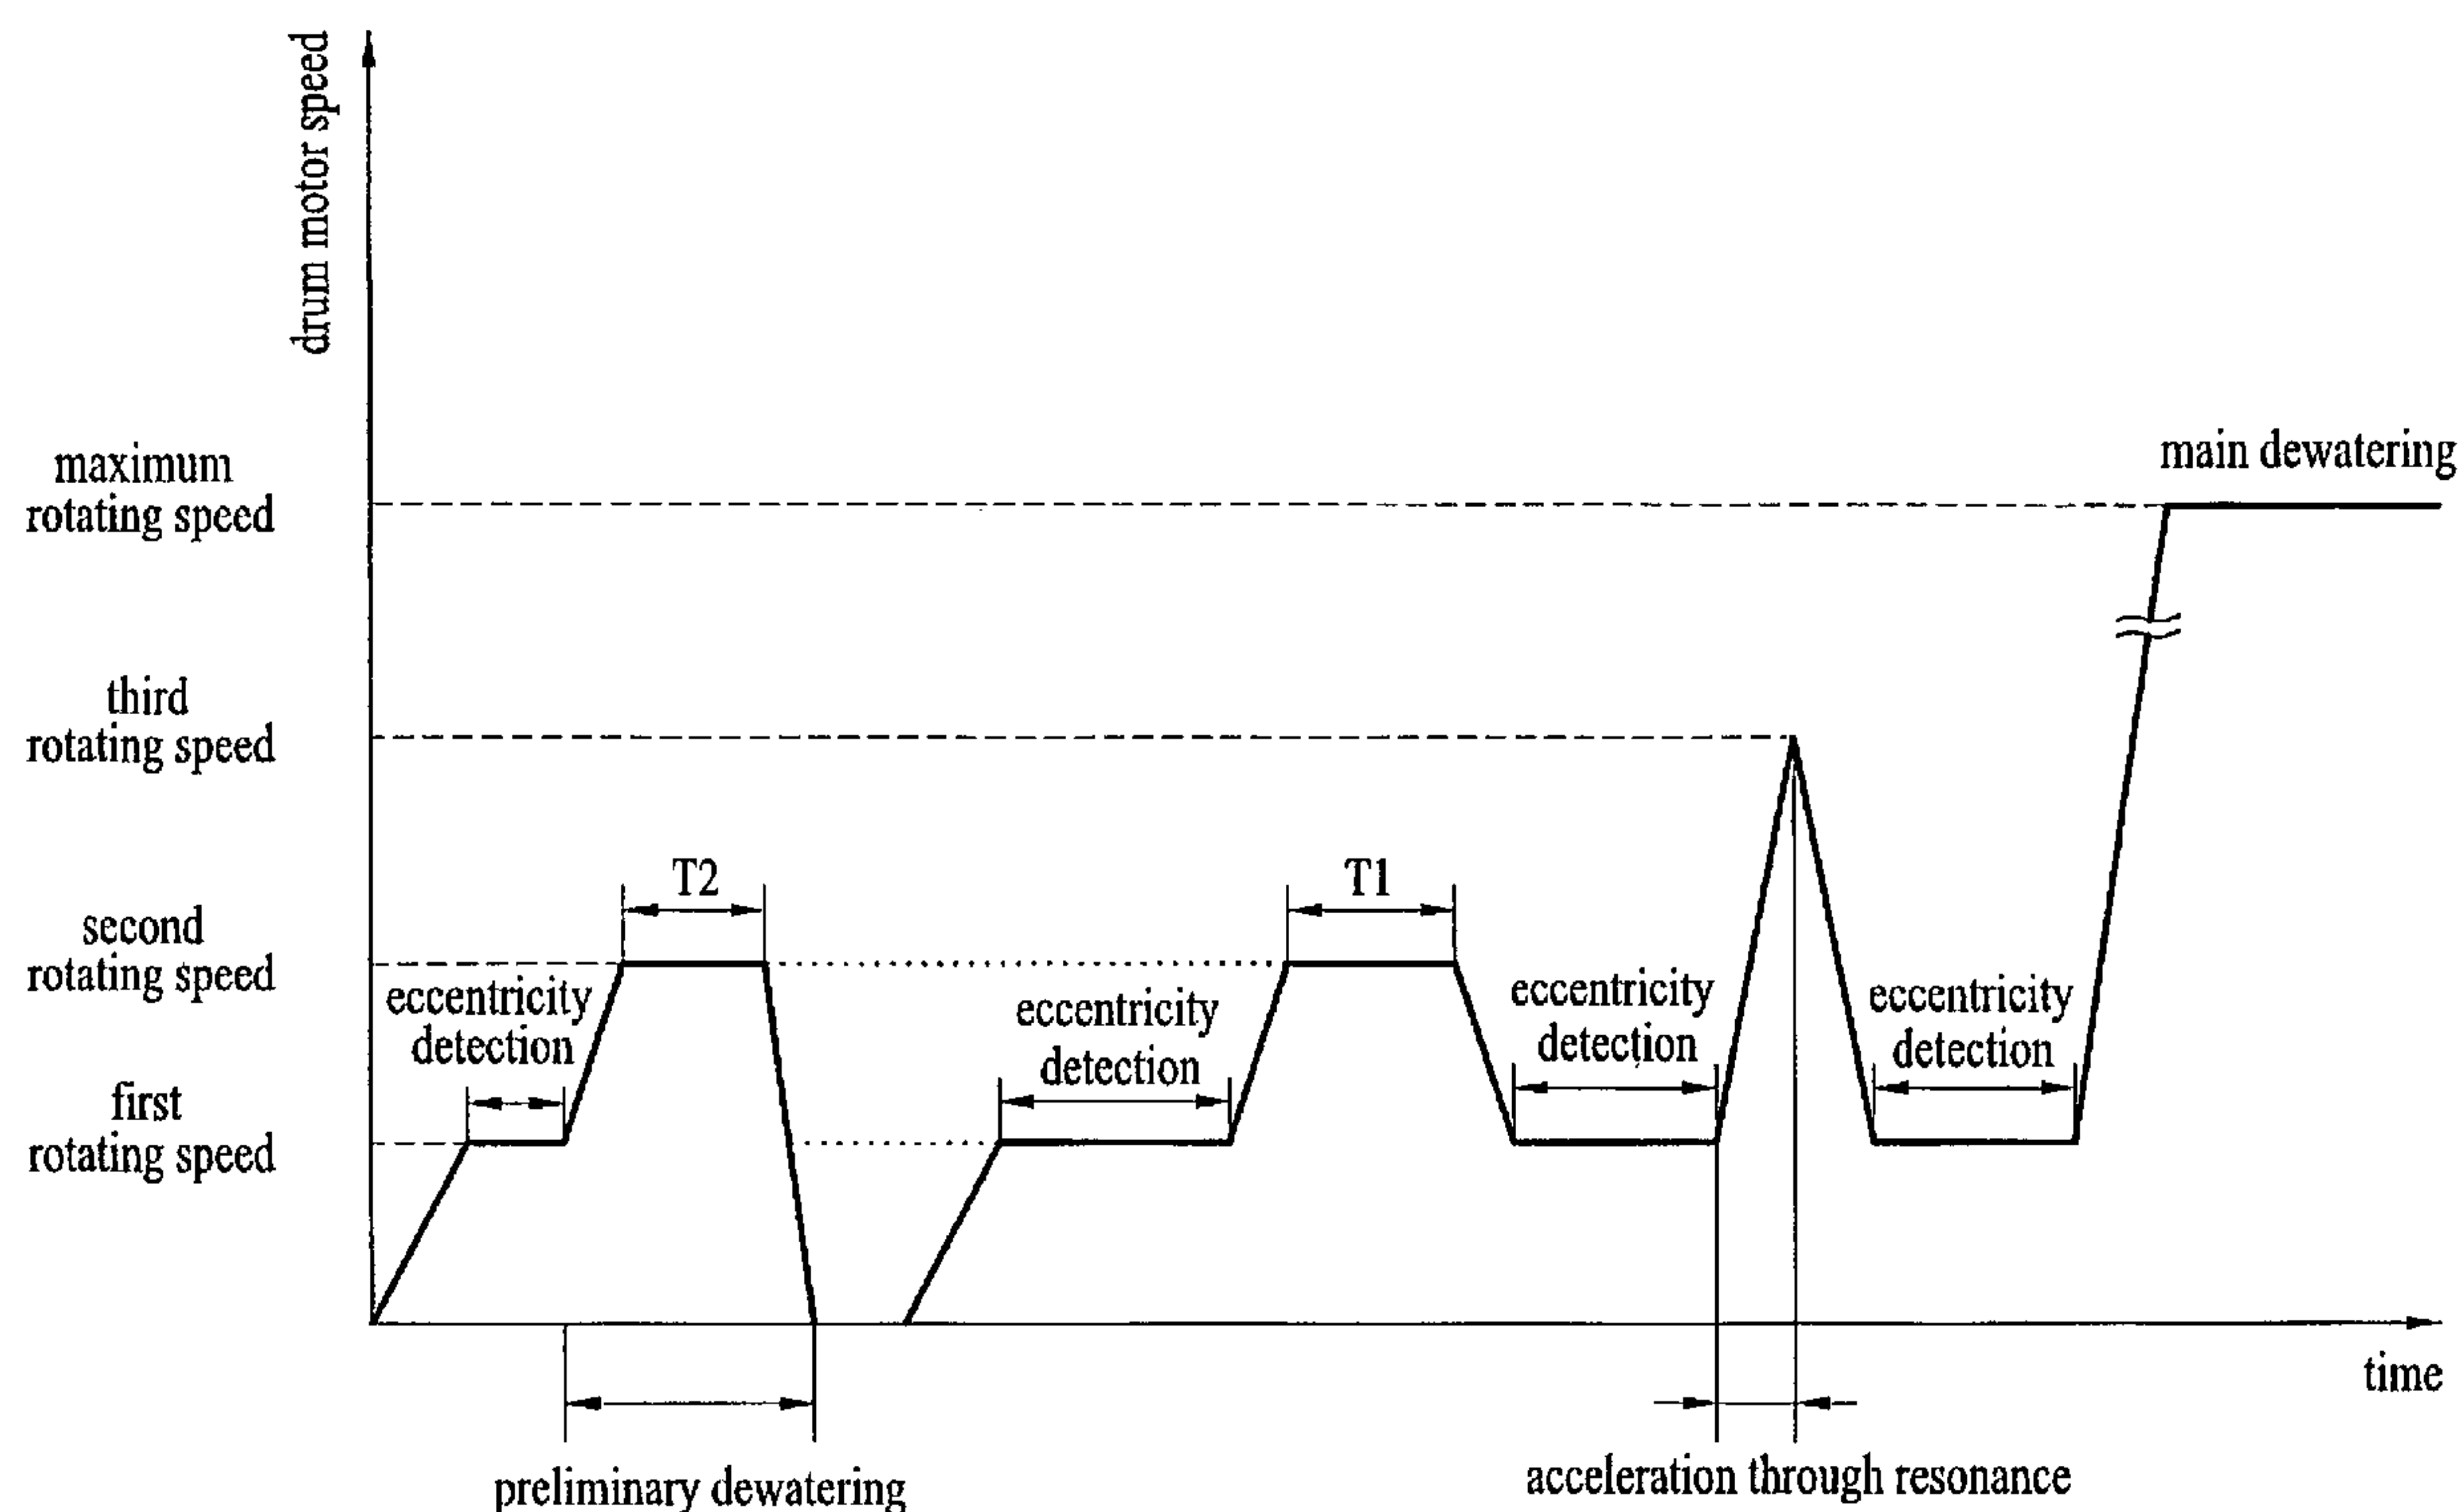 drum motor speed
maximum
rotating speed
main dewatering
third
rotating speed
T2
T1
second
rotating speed
eccentricity
detection
eccentricity
detection
eccentricity
detection
eccentricity
detection
first
rotating speed
time
preliminary dewatering
acceleration through resonance